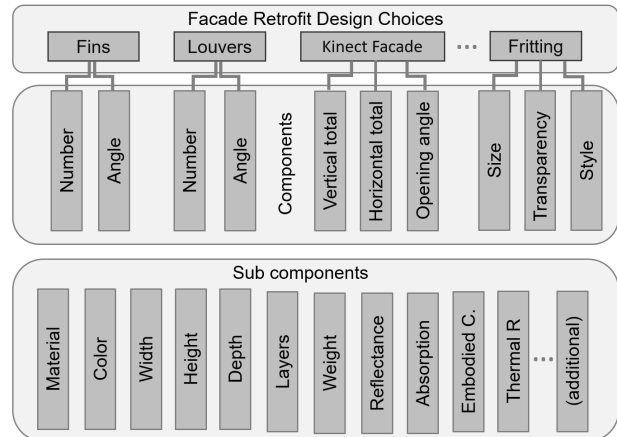 Facade Retrofit Design Choices
Fins
Louvers
Kinect Facade
...
Fritting
Number
Angle
Number
Angle
Components
Vertical total
Horizontal total
Opening angle
Size
Transparency
Style
Sub components
Material
Color
Width
Height
Depth
Layers
Weight
Reflectance
Absorption
Embodied C.
Thermal R
...
(additional)